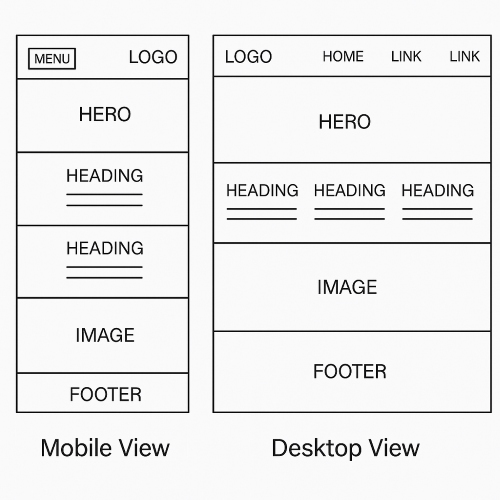 MENU LOGO
HERO
HEADING
HEADING
IMAGE
FOOTER
Mobile View
LOGO HOME LINK LINK
HERO
HEADING HEADING HEADING
IMAGE
FOOTER
Desktop View